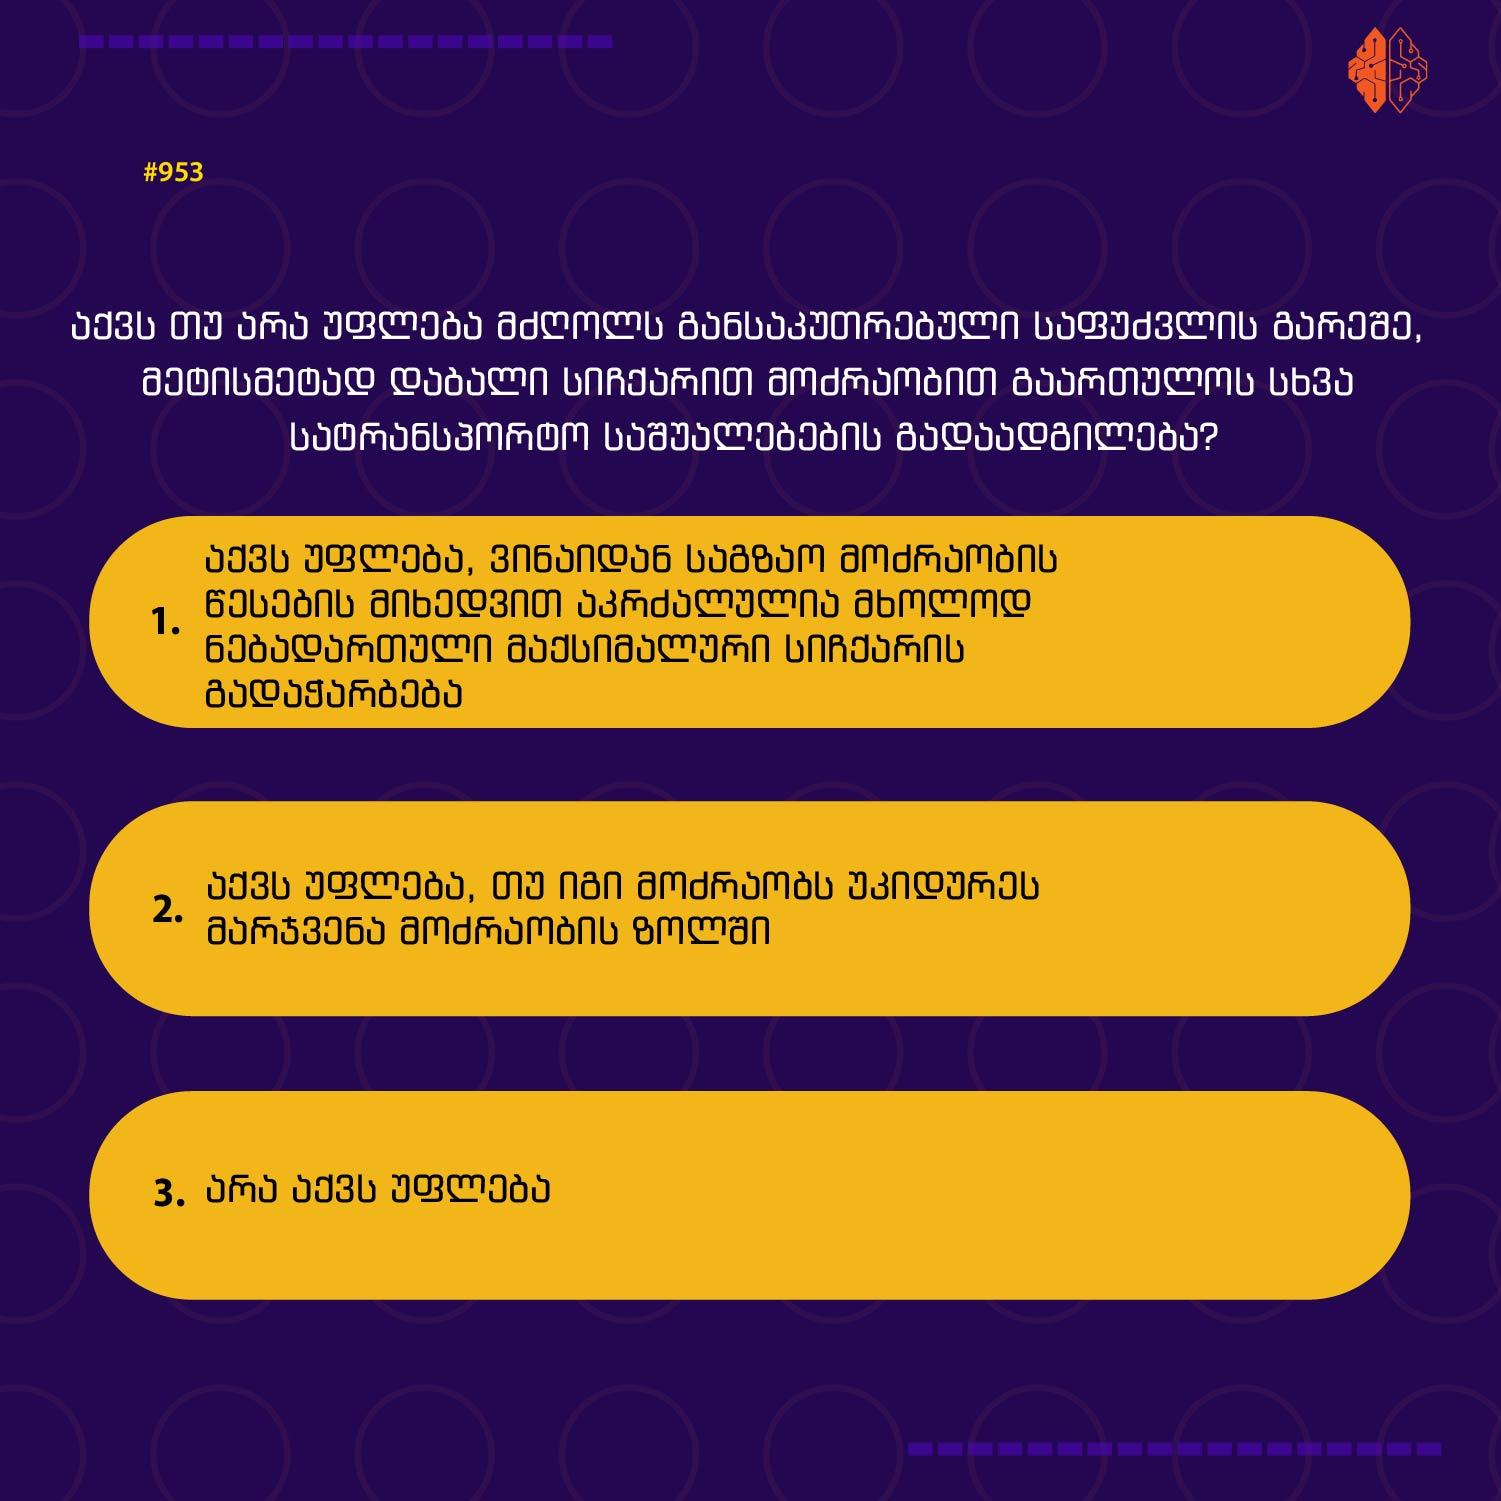 #953
აქვს თუ არა უფლება მძღოლს განსაკუთრებული საფუძვლის გარეშე,
მეტისმეტად დაბალი სიჩქარით მოძრაობით გაართულოს სხვა
სატრანსპორტო საშუალებების გადაადგილება?
1. აქვს უფლება, ვინაიდან საგზაო მოძრაობის
წესების მიხედვით აკრძალულია მხოლოდ
ნებადართული მაქსიმალური სიჩქარის
გადაჭარბება
2. აქვს უფლება, თუ იგი მოძრაობს უკიდურეს
მარჯვენა მოძრაობის ზოლში
3. არა აქვს უფლება